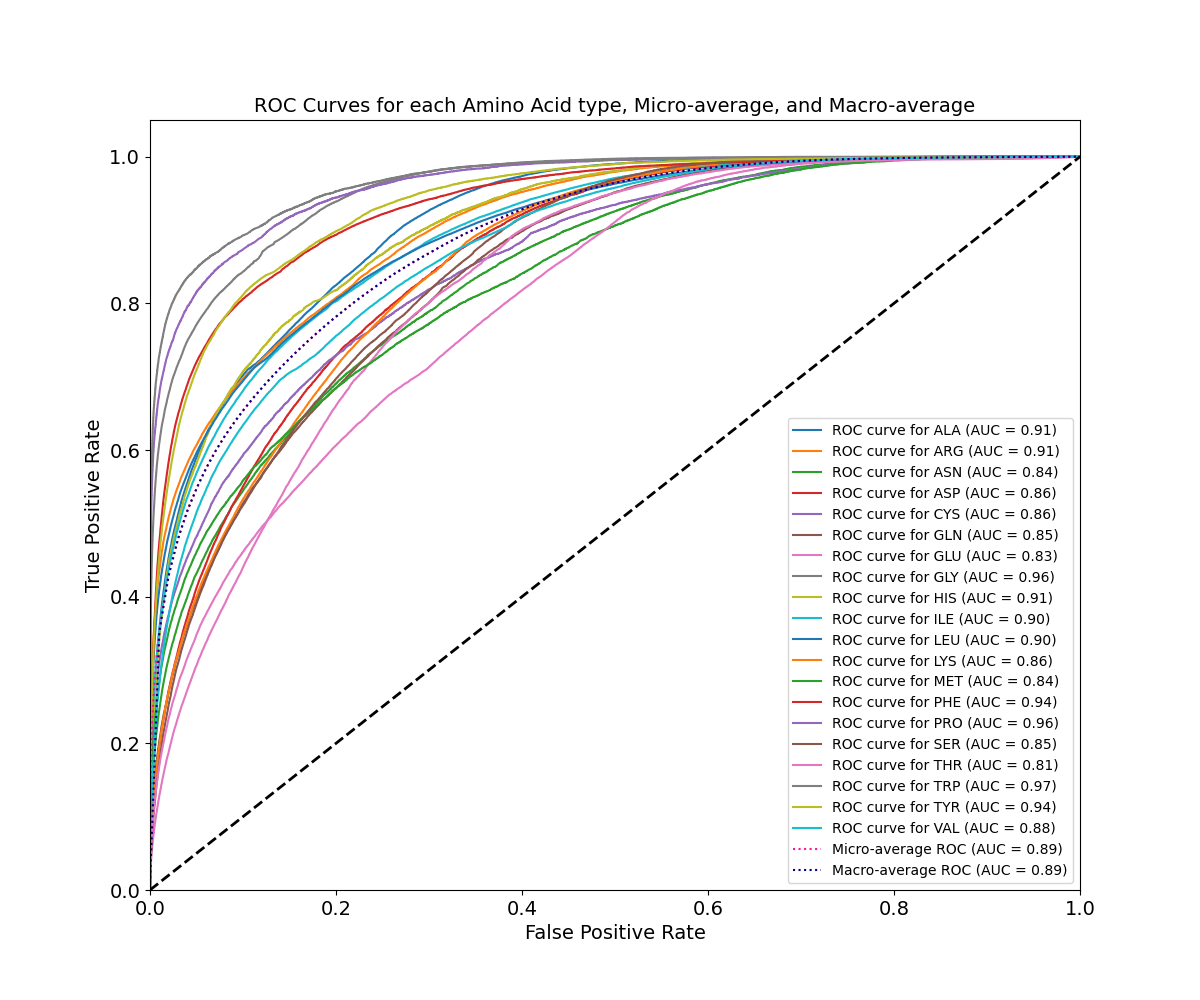 ROC Curves for each Amino Acid type, Micro-average, and Macro-average
True Positive Rate
1.0
0.8
0.6
0.4
0.2
0.0
ROC curve for ALA (AUC = 0.91)
ROC curve for ARG (AUC = 0.91)
ROC curve for ASN (AUC = 0.84)
ROC curve for ASP (AUC = 0.86)
ROC curve for CYS (AUC = 0.86)
ROC curve for GLN (AUC = 0.85)
ROC curve for GLU (AUC = 0.83)
ROC curve for GLY (AUC = 0.96)
ROC curve for HIS (AUC = 0.91)
ROC curve for ILE (AUC = 0.90)
ROC curve for LEU (AUC = 0.90)
ROC curve for LYS (AUC = 0.86)
ROC curve for MET (AUC = 0.84)
ROC curve for PHE (AUC = 0.94)
ROC curve for PRO (AUC = 0.96)
ROC curve for SER (AUC = 0.85)
ROC curve for THR (AUC = 0.81)
ROC curve for TRP (AUC = 0.97)
ROC curve for TYR (AUC = 0.94)
ROC curve for VAL (AUC = 0.88)
Micro-average ROC (AUC = 0.89)
Macro-average ROC (AUC = 0.89)
0.0 0.2 0.4 0.6 0.8 1.0
False Positive Rate